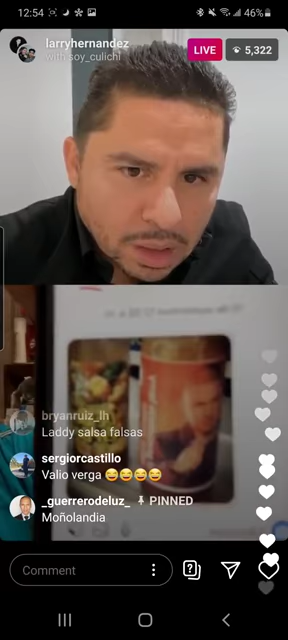 12:54
46%
larryhernandez
with soy_culichi
LIVE
5,322
bryanruiz_lh
Laddy salsa falsas
sergiorcastillo
Valio verga 😂😂😂😂
_guerrerodeluz_ 📌 PINNED
Moñolandia
Comment